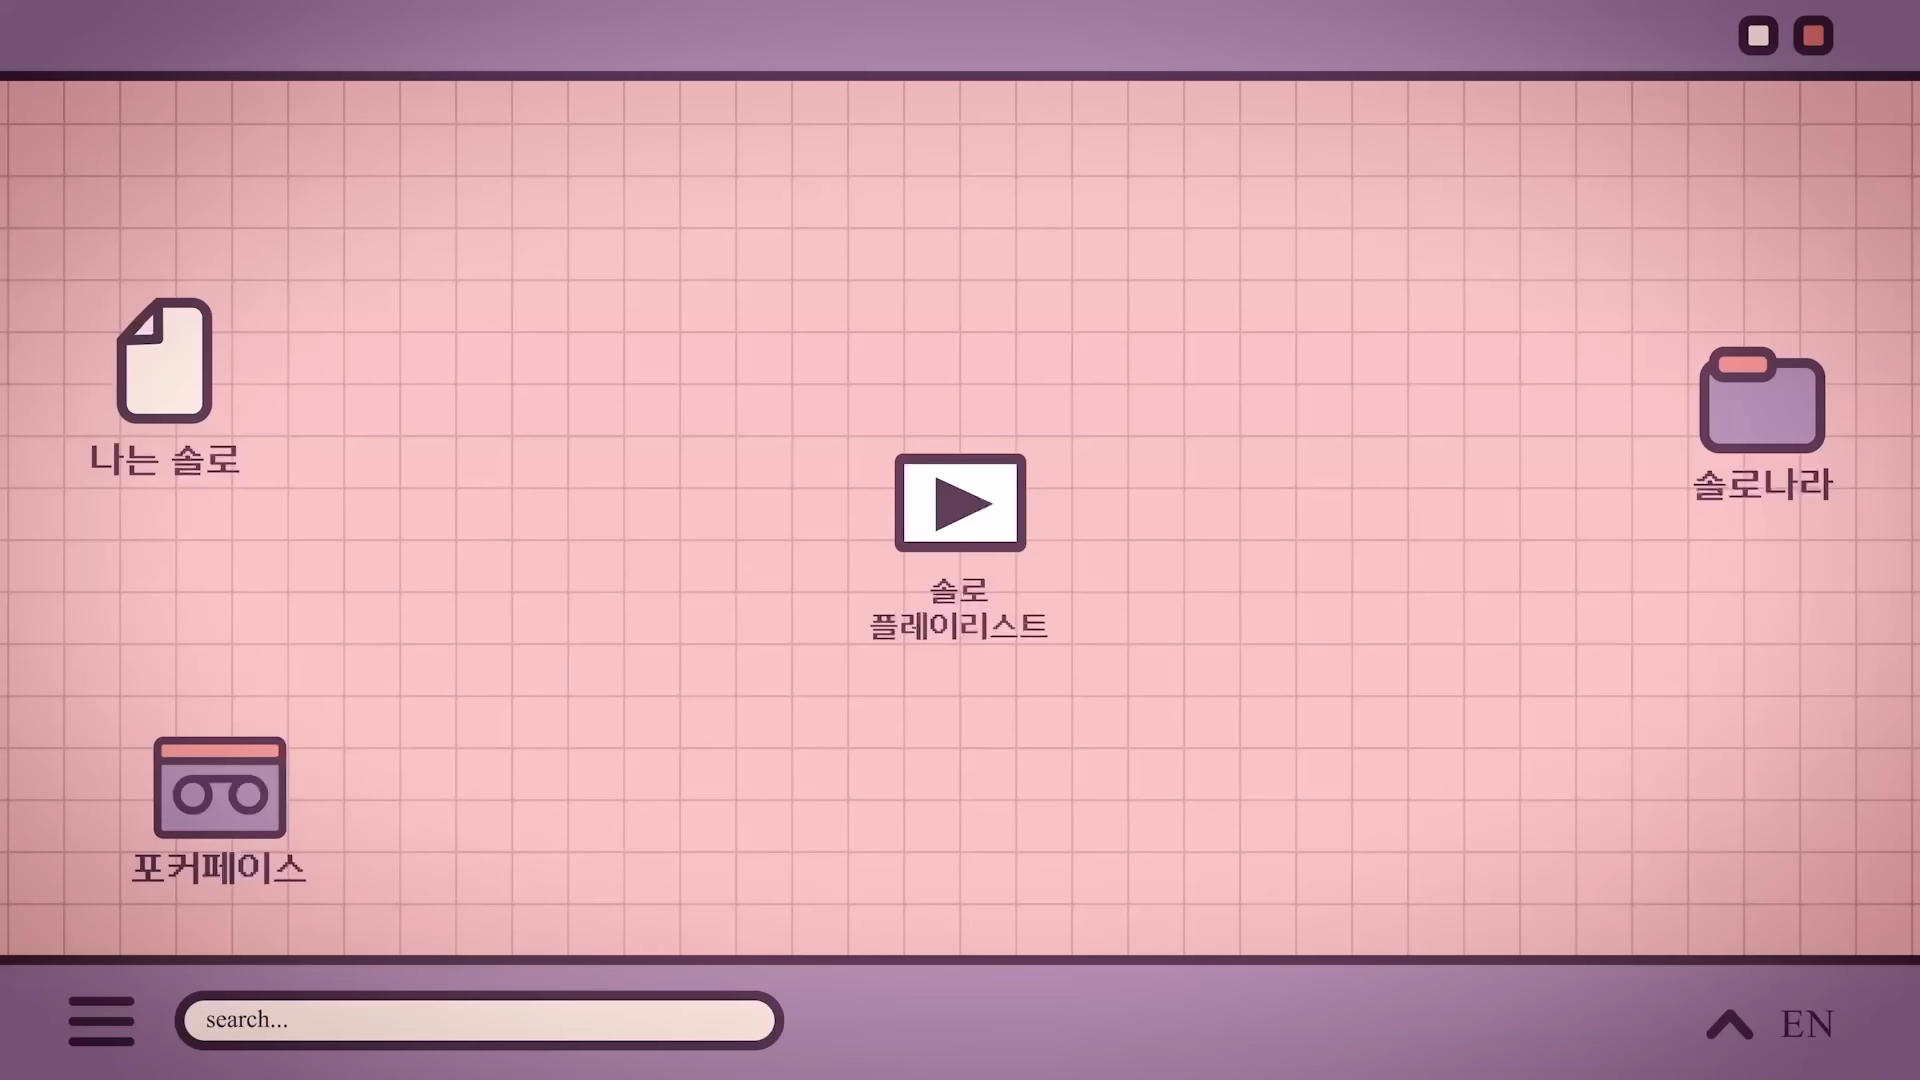 나는 솔로
솔로나라
솔로
플레이리스트
포커페이스
search...
EN